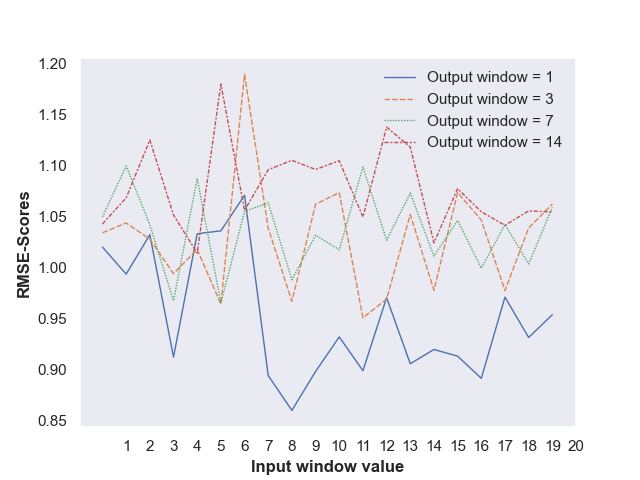 1.20
1.15
1.10
1.05
1.00
0.95
0.90
0.85
RMSE-Scores
Output window = 1
Output window = 3
Output window = 7
Output window = 14
1 2 3 4 5 6 7 8 9 10 11 12 13 14 15 16 17 18 19 20
Input window value